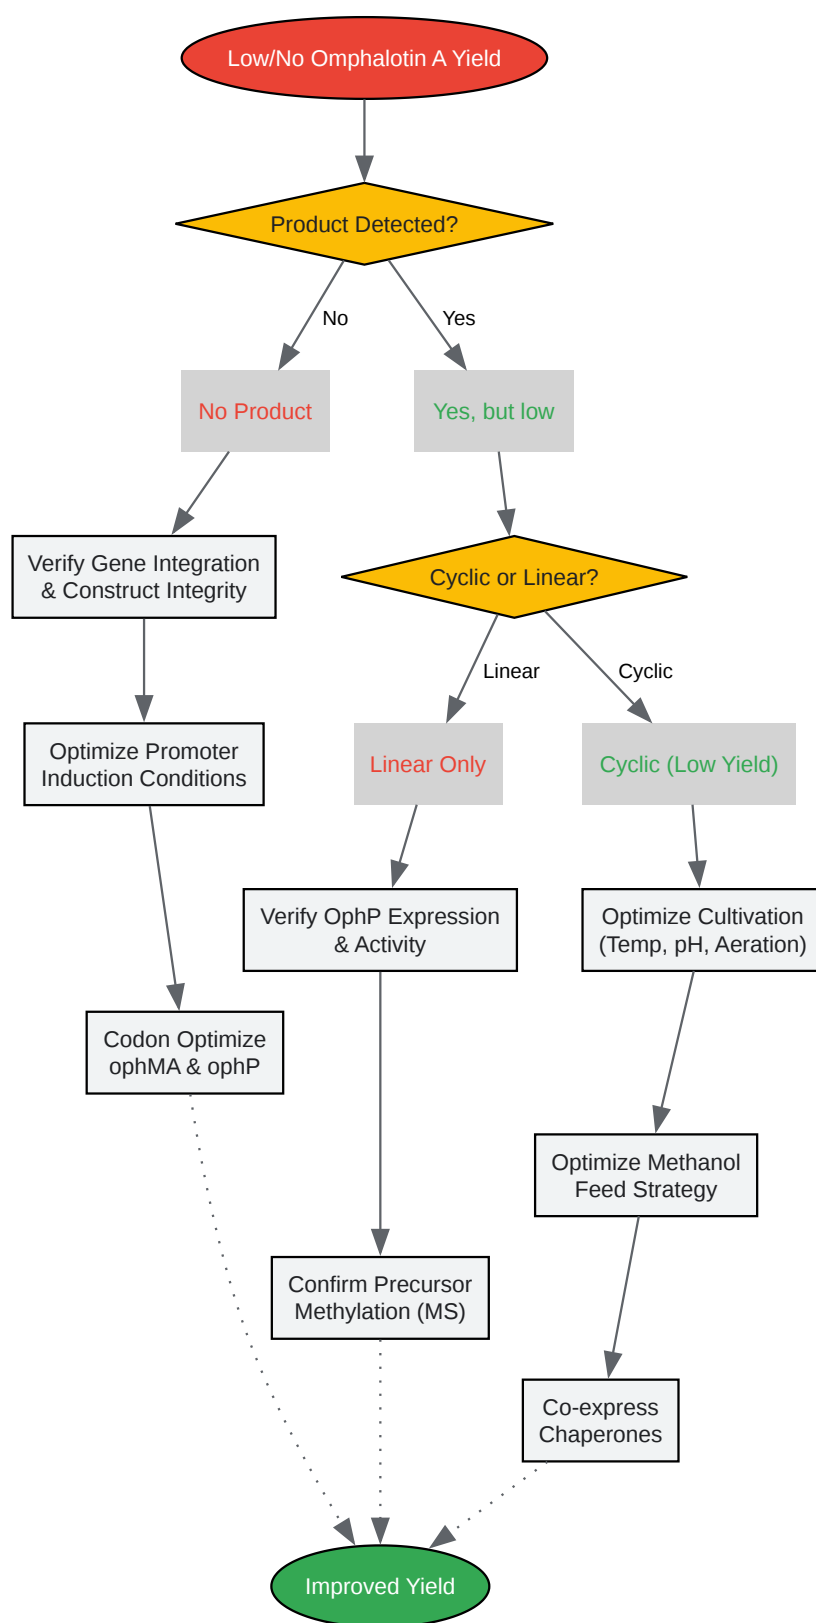 Low/No Omphalotin A Yield
Product Detected?
No
Yes
No Product
Yes, but low
Verify Gene Integration
& Construct Integrity
Cyclic or Linear?
Linear
Cyclic
Optimize Promoter
Induction Conditions
Linear Only
Cyclic (Low Yield)
Verify OphP Expression
& Activity
Optimize Cultivation
(Temp, pH, Aeration)
Codon Optimize
ophMA & ophP
Optimize Methanol
Feed Strategy
Confirm Precursor
Methylation (MS)
Co-express
Chaperones
Improved Yield